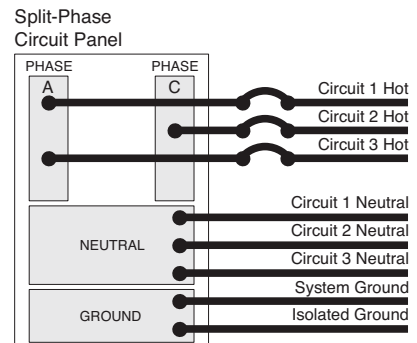 Split-Phase
Circuit Panel
PHASE PHASE
A C
Circuit 1 Hot
Circuit 2 Hot
Circuit 3 Hot
Circuit 1 Neutral
NEUTRAL Circuit 2 Neutral
Circuit 3 Neutral
System Ground
GROUND Isolated Ground